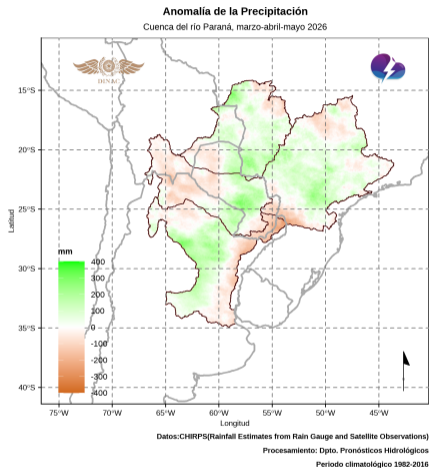 Anomalía de la Precipitación
Cuenca del río Paraná, marzo-abril-mayo 2026
DINAC
15°S
20°S
25°S
30°S
35°S
40°S
Latitud
mm
400
300
200
100
0
-100
-200
-300
-400
75°W
70°W
65°W
60°W
55°W
50°W
45°W
Longitud
Datos:CHIRPS(Rainfall Estimates from Rain Gauge and Satellite Observations)
Procesamiento: Dpto. Pronósticos Hidrológicos
Periodo climatológico 1982-2016